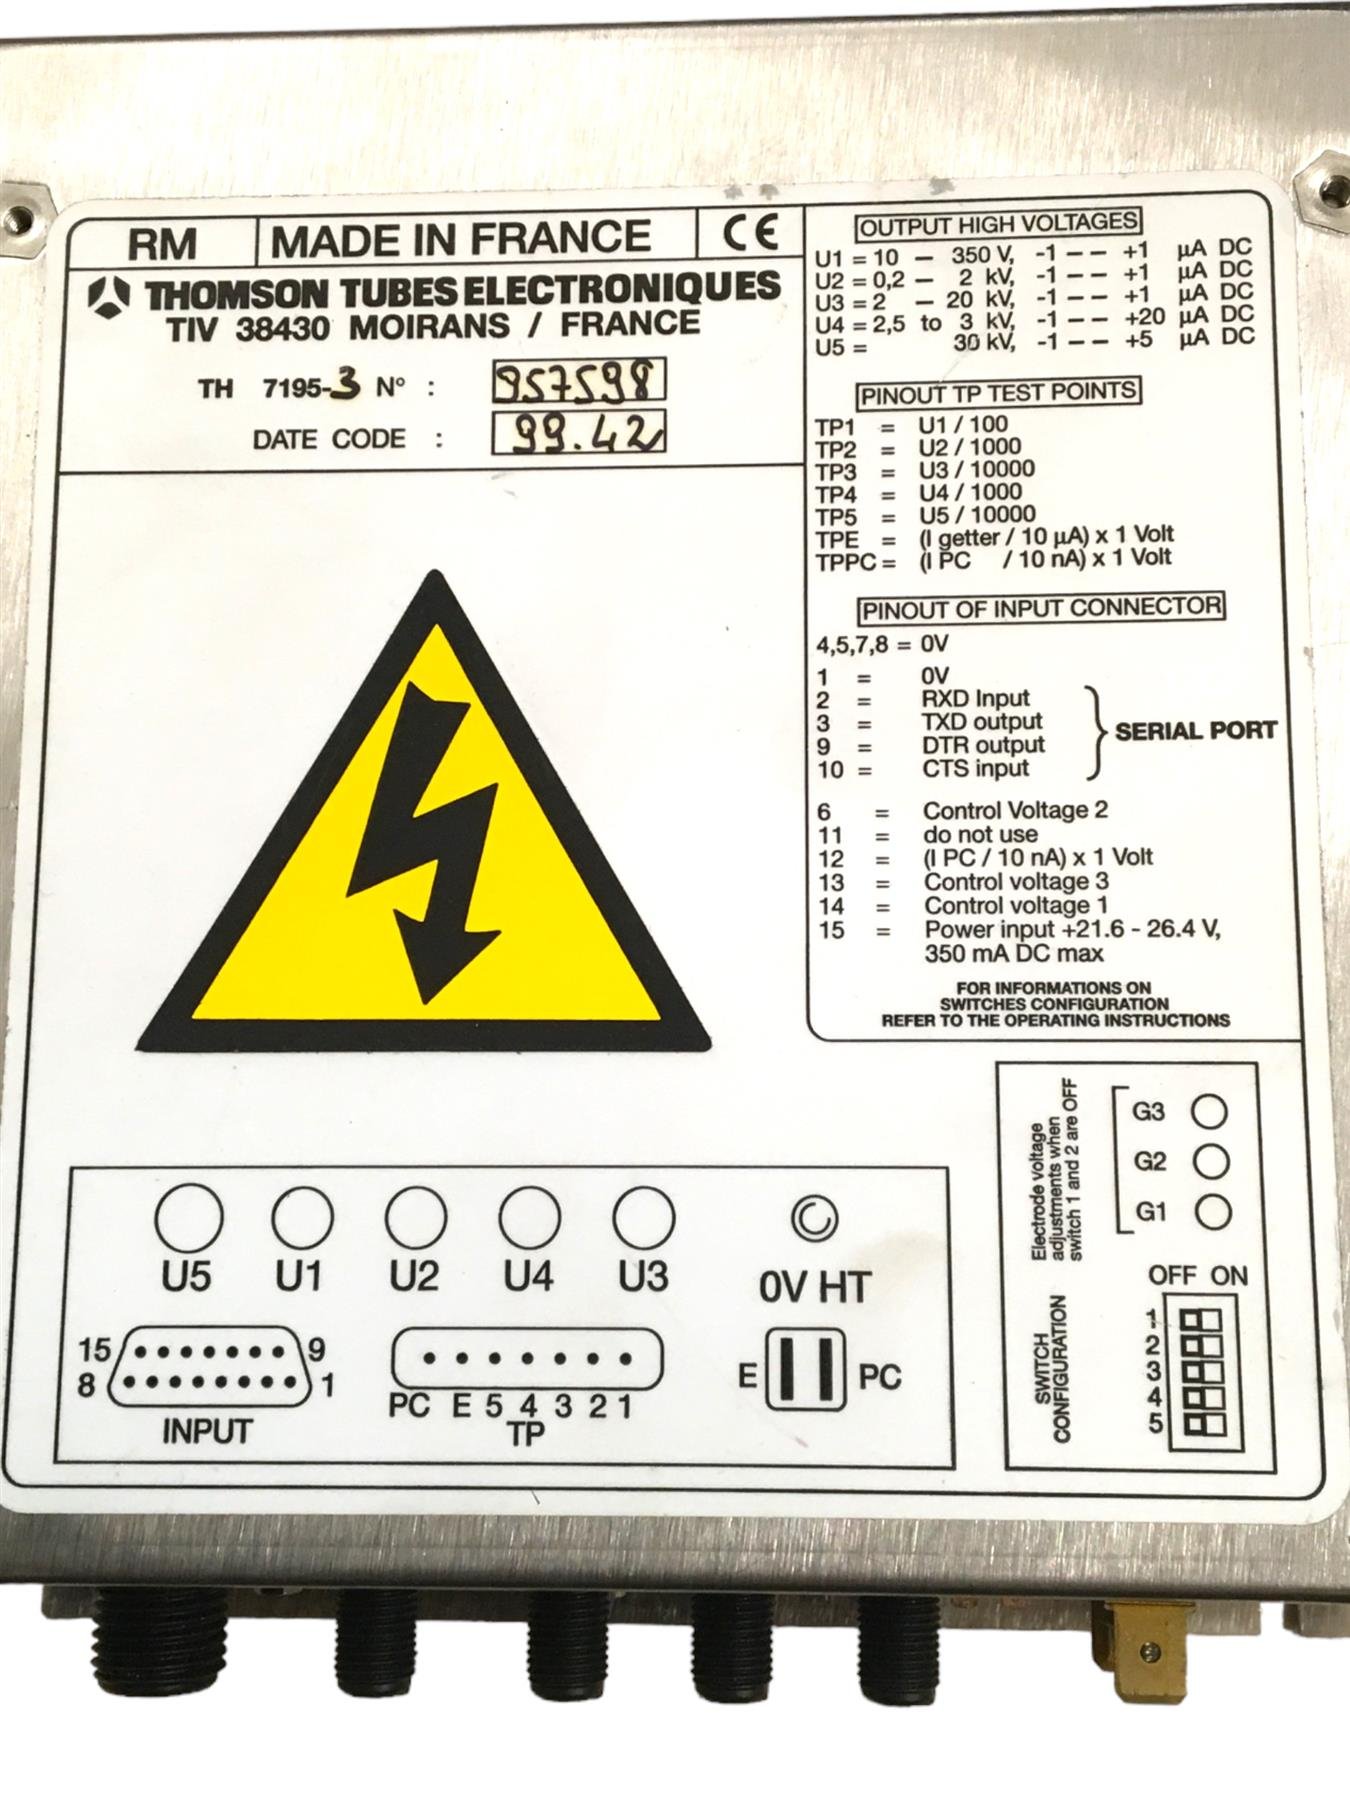 RM MADE IN FRANCE CE
THOMSON TUBES ELECTRONIQUES
TIV 38430 MOIRANS / FRANCE
TH 7195-3 N° : 957598
DATE CODE : 99.42
OUTPUT HIGH VOLTAGES
U1 = 10 – 350 V, -1 – – +1 µA DC
U2 = 0,2 – 2 kV, -1 – – +1 µA DC
U3 = 2 – 20 kV, -1 – – +1 µA DC
U4 = 2,5 to 3 kV, -1 – – +20 µA DC
U5 = 30 kV, -1 – – +5 µA DC
PINOUT TP TEST POINTS
TP1 = U1 / 100
TP2 = U2 / 1000
TP3 = U3 / 10000
TP4 = U4 / 1000
TP5 = U5 / 10000
TPE = (I getter / 10 µA) x 1 Volt
TPPC = (I PC / 10 nA) x 1 Volt
PINOUT OF INPUT CONNECTOR
4,5,7,8 = 0V
1 = 0V
2 = RXD Input
3 = TXD output
9 = DTR output
10 = CTS input
SERIAL PORT
6 = Control Voltage 2
11 = do not use
12 = (I PC / 10 nA) x 1 Volt
13 = Control voltage 3
14 = Control voltage 1
15 = Power input +21.6 - 26.4 V,
350 mA DC max
FOR INFORMATIONS ON
SWITCHES CONFIGURATION
REFER TO THE OPERATING INSTRUCTIONS
Electrode voltage
adjustments when
switch 1 and 2 are OFF
G3
G2
G1
SWITCH
CONFIGURATION
OFF ON
1
2
3
4
5
U5 U1 U2 U4 U3 0V HT
15 9
8 1
INPUT
PC E 5 4 3 2 1
TP
E PC